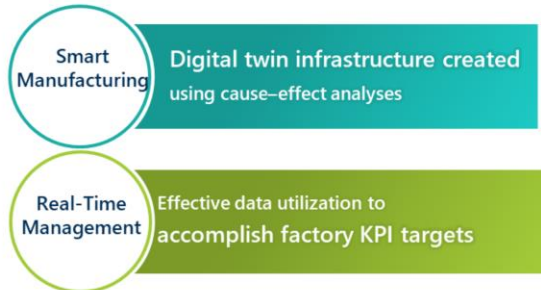 Smart
Manufacturing
Digital twin infrastructure created
using cause–effect analyses
Real-Time
Management
Effective data utilization to
accomplish factory KPI targets